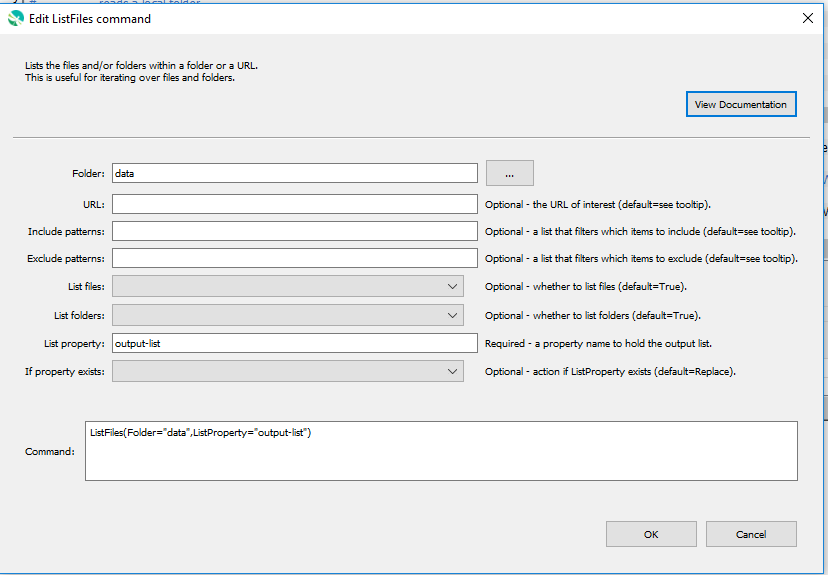 Edit ListFiles command
Lists the files and/or folders within a folder or a URL.
This is useful for iterating over files and folders.
View Documentation
Folder: data ...
URL: Optional - the URL of interest (default=see tooltip).
Include patterns: Optional - a list that filters which items to include (default=see tooltip).
Exclude patterns: Optional - a list that filters which items to exclude (default=see tooltip).
List files: Optional - whether to list files (default=True).
List folders: Optional - whether to list folders (default=True).
List property: output-list Required - a property name to hold the output list.
If property exists: Optional - action if ListProperty exists (default=Replace).
Command: ListFiles(Folder="data",ListProperty="output-list")
OK Cancel